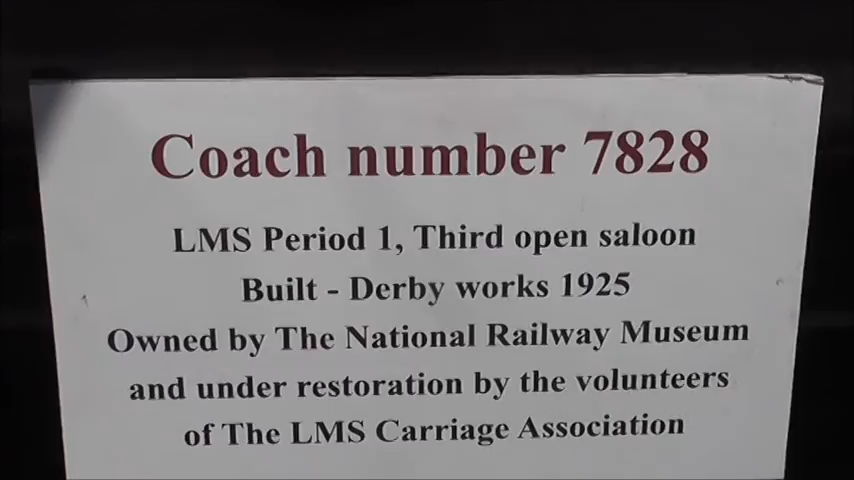 Coach number 7828
LMS Period 1, Third open saloon
Built - Derby works 1925
Owned by The National Railway Museum
and under restoration by the volunteers
of The LMS Carriage Association